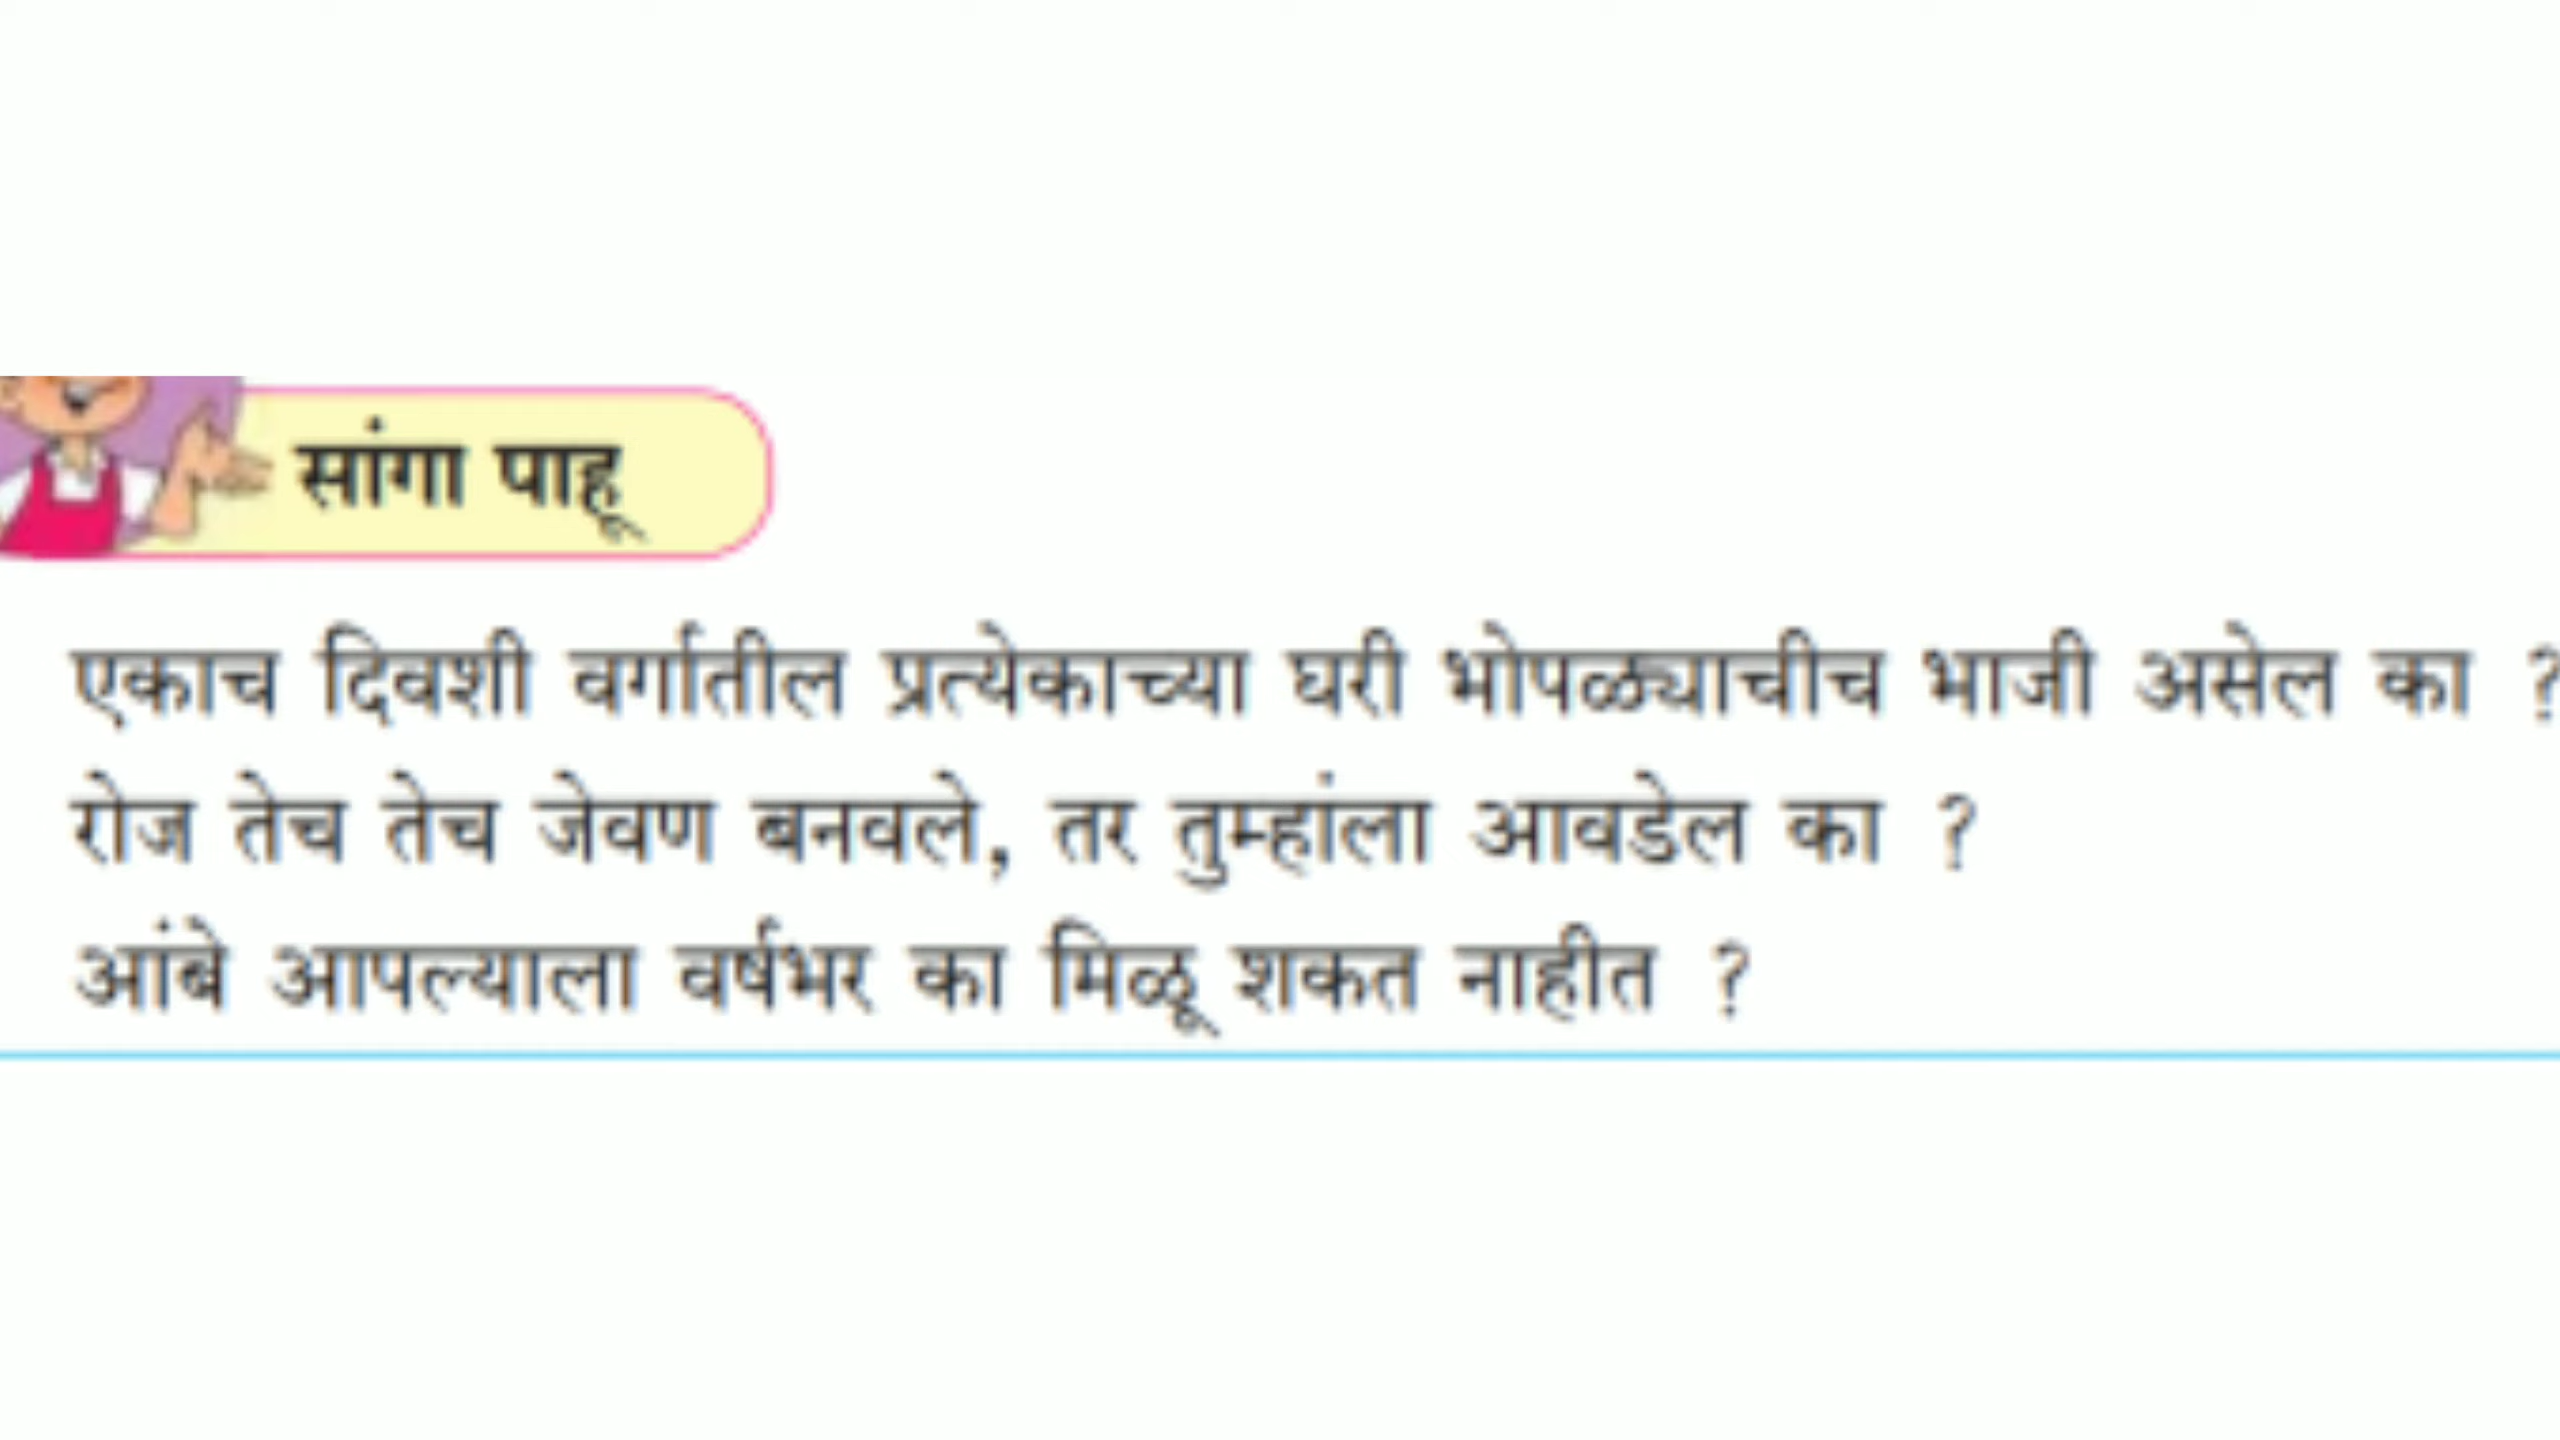 सांगा पाहू
एकाच दिवशी वर्गातील प्रत्येकाच्या घरी भोपळ्याचीच भाजी असेल का ?
रोज तेच तेच जेवण बनवले, तर तुम्हांला आवडेल का ?
आंबे आपल्याला वर्षभर का मिळू शकत नाहीत ?